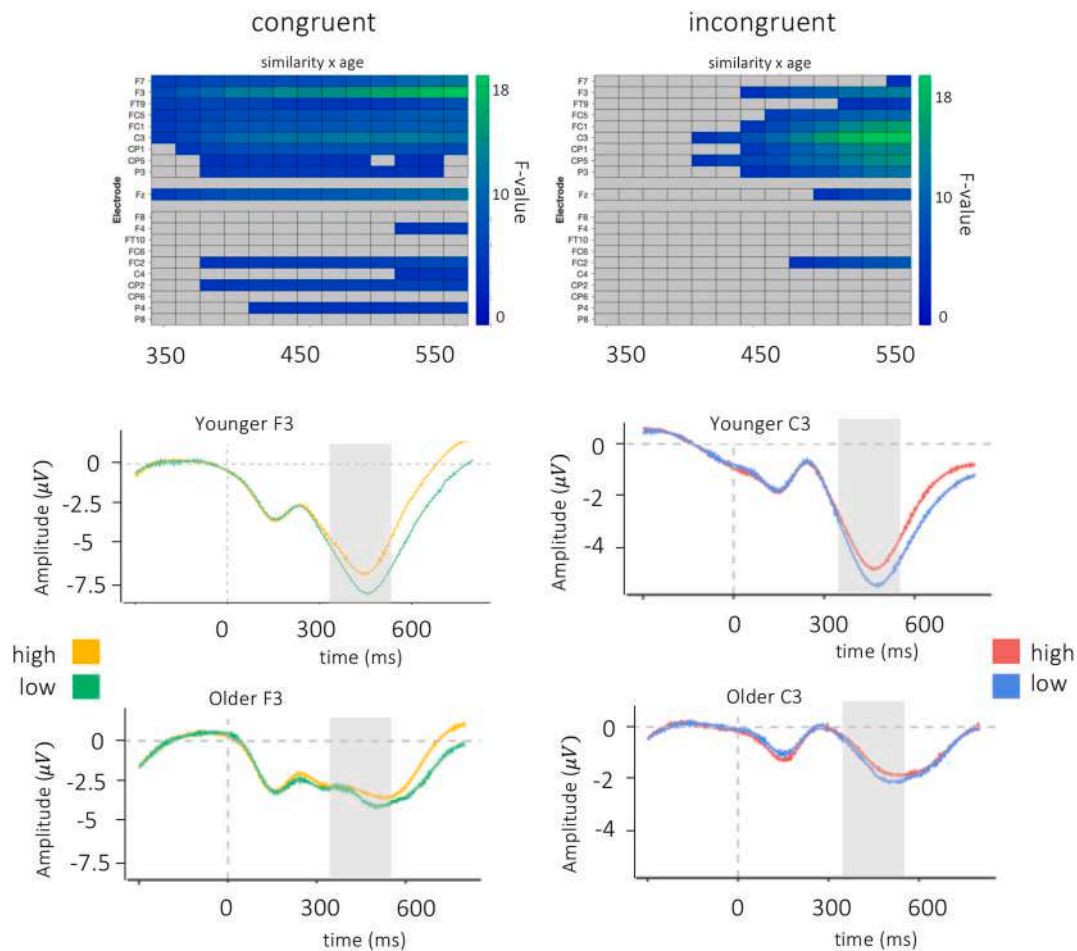 congruent
similarity x age
F7
F3
FT9
FC5
FC1
C3
CP1
CP5
P3
Fz
F8
F4
FT10
FC6
FC2
C4
CP2
CP6
P4
P8
Electrode
18
10
0
F-value
350 450 550
incongruent
similarity x age
F7
F3
FT9
FC5
FC1
C3
CP1
CP5
P3
Fz
F8
F4
FT10
FC6
FC2
C4
CP2
CP6
P4
P8
Electrode
18
10
0
F-value
350 450 550
Younger F3
Amplitude (μV)
0
-2.5
-5
-7.5
0 300 600
time (ms)
Younger C3
Amplitude (μV)
0
-2
-4
0 300 600
time (ms)
high
low
high
low
Older F3
Amplitude (μV)
0
-2.5
-5
-7.5
0 300 600
time (ms)
Older C3
Amplitude (μV)
0
-2
-4
0 300 600
time (ms)